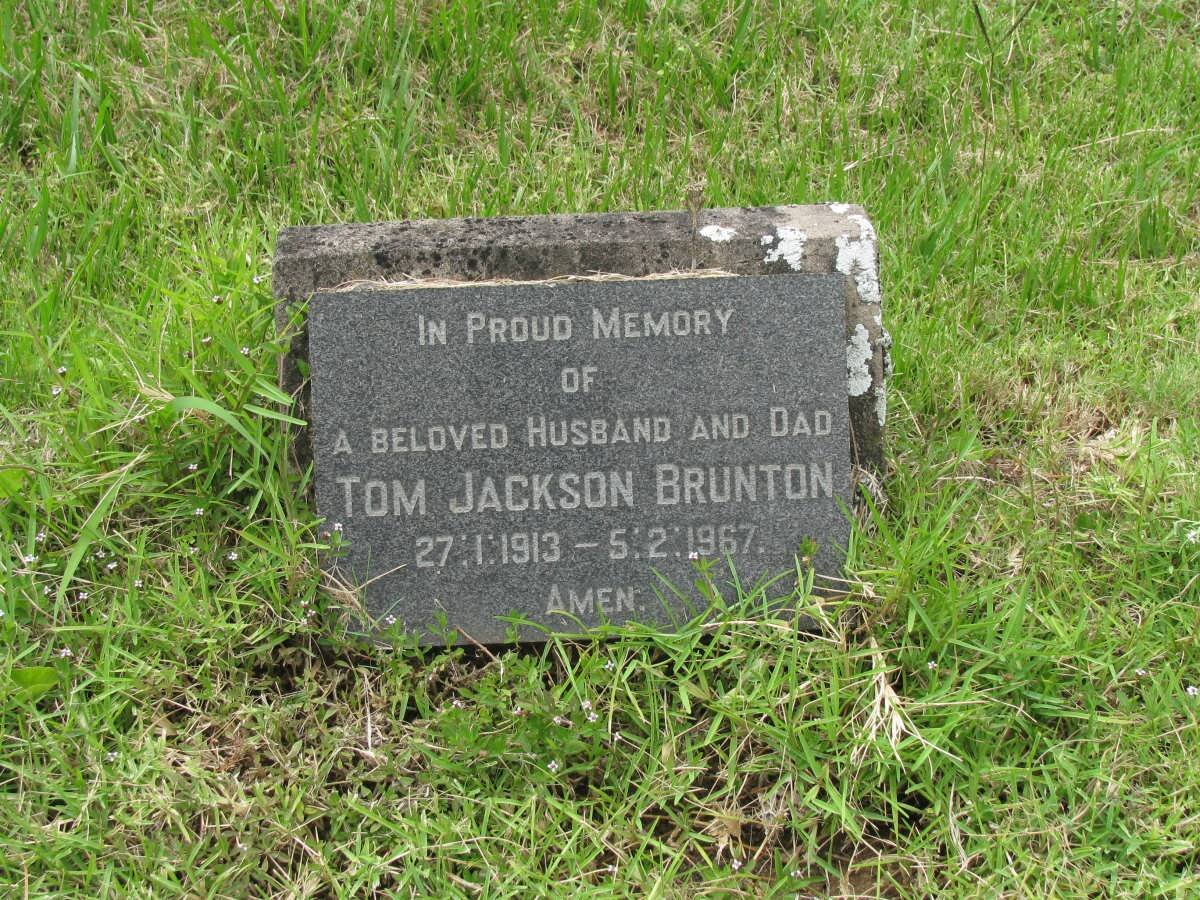 IN PROUD MEMORY
OF
A BELOVED HUSBAND AND DAD
TOM JACKSON BRUNTON
27:1:1913 – 5:2:1967.
AMEN.